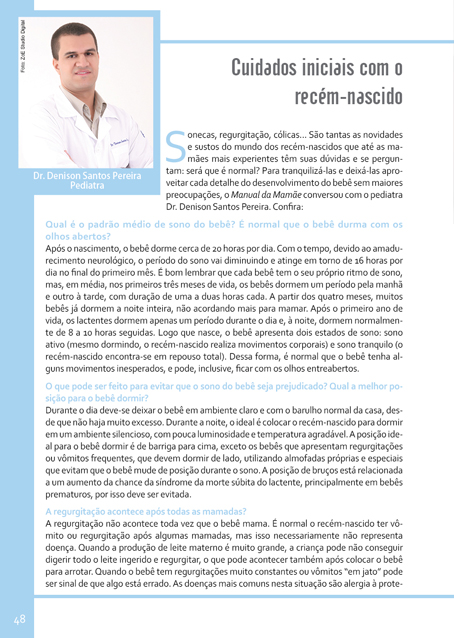 Foto: ZdE Studio Digital
Dr. Denison Santos Pereira
Pediatra
Cuidados iniciais com o
recém-nascido
Sonecas, regurgitação, cólicas... São tantas as novidades
e sustos do mundo dos recém-nascidos que até as ma-
mães mais experientes têm suas dúvidas e se pergun-
tam: será que é normal? Para tranquilizá-las e deixá-las apro-
veitar cada detalhe do desenvolvimento do bebê sem maiores
preocupações, o Manual da Mamãe conversou com o pediatra
Dr. Denison Santos Pereira. Confira:
Qual é o padrão médio de sono do bebê? É normal que o bebê durma com os
olhos abertos?
Após o nascimento, o bebê dorme cerca de 20 horas por dia. Com o tempo, devido ao amadu-
recimento neurológico, o período do sono vai diminuindo e atinge em torno de 16 horas por
dia no final do primeiro mês. É bom lembrar que cada bebê tem o seu próprio ritmo de sono,
mas, em média, nos primeiros três meses de vida, os bebês dormem um período pela manhã
e outro à tarde, com duração de uma a duas horas cada. A partir dos quatro meses, muitos
bebês já dormem a noite inteira, não acordando mais para mamar. Após o primeiro ano de
vida, os lactentes dormem apenas um período durante o dia e, à noite, dormem normalmen-
te de 8 a 10 horas seguidas. Logo que nasce, o bebê apresenta dois estados de sono: sono
ativo (mesmo dormindo, o recém-nascido realiza movimentos corporais) e sono tranquilo (o
recém-nascido encontra-se em repouso total). Dessa forma, é normal que o bebê tenha al-
guns movimentos inesperados, e pode, inclusive, ficar com os olhos entreabertos.
O que pode ser feito para evitar que o sono do bebê seja prejudicado? Qual a melhor po-
sição para o bebê dormir?
Durante o dia deve-se deixar o bebê em ambiente claro e com o barulho normal da casa, des-
de que não haja muito excesso. Durante a noite, o ideal é colocar o recém-nascido para dormir
em um ambiente silencioso, com pouca luminosidade e temperatura agradável. A posição ide-
al para o bebê dormir é de barriga para cima, exceto os bebês que apresentam regurgitações
ou vômitos frequentes, que devem dormir de lado, utilizando almofadas próprias e especiais
que evitam que o bebê mude de posição durante o sono. A posição de bruços está relacionada
a um aumento da chance da síndrome da morte súbita do lactente, principalmente em bebês
prematuros, por isso deve ser evitada.
A regurgitação acontece após todas as mamadas?
A regurgitação não acontece toda vez que o bebê mama. É normal o recém-nascido ter vô-
mito ou regurgitação após algumas mamadas, mas isso necessariamente não representa
doença. Quando a produção de leite materno é muito grande, a criança pode não conseguir
digerir todo o leite ingerido e regurgitar, o que pode acontecer também após colocar o bebê
para arrotar. Quando o bebê tem regurgitações muito constantes ou vômitos “em jato” pode
ser sinal de que algo está errado. As doenças mais comuns nesta situação são alergia à prote-
48